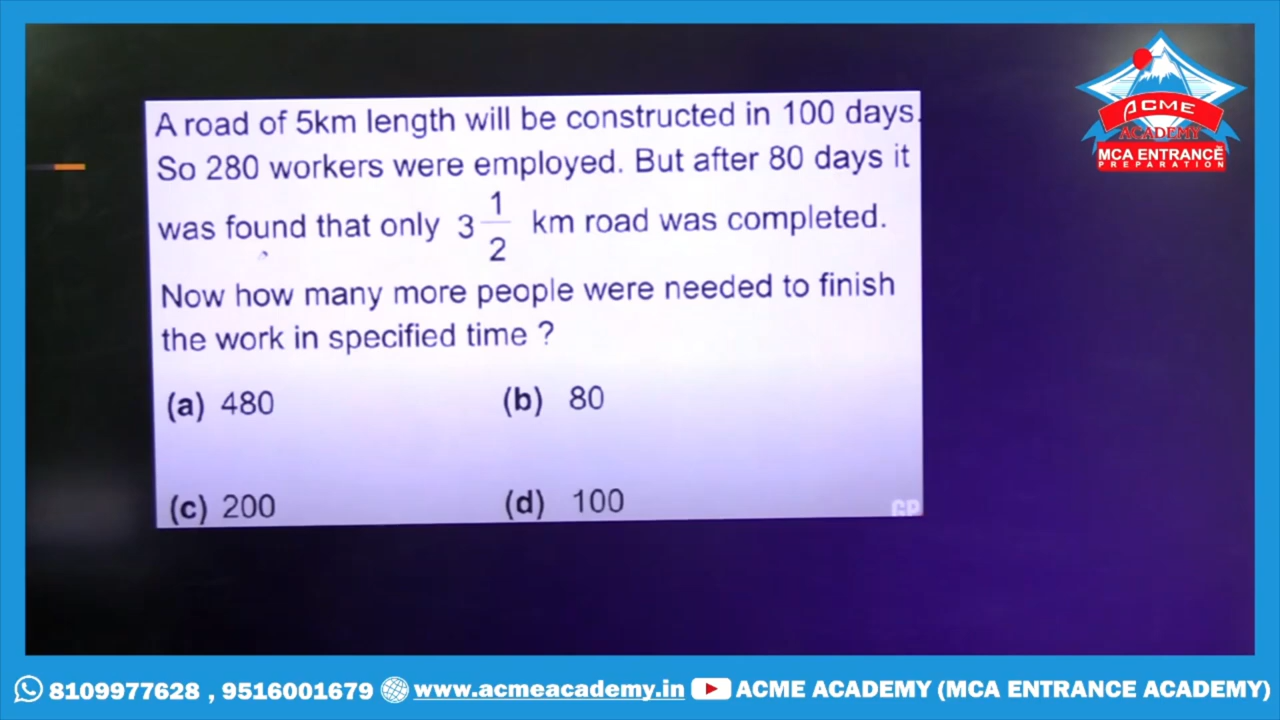 ACME
ACADEMY
MCA ENTRANCE
PREPARATION
A road of 5km length will be constructed in 100 days.
So 280 workers were employed. But after 80 days it
was found that only 3 1/2 km road was completed.
Now how many more people were needed to finish
the work in specified time ?
(a) 480 (b) 80
(c) 200 (d) 100
GP
8109977628 , 9516001679 www.acmeacademy.in ACME ACADEMY (MCA ENTRANCE ACADEMY)